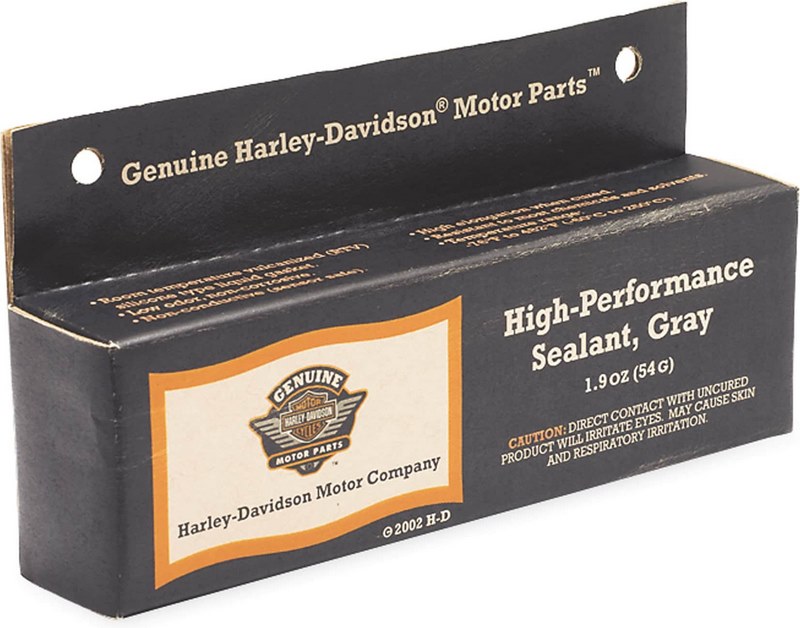 Genuine Harley-Davidson® Motor Parts™
• Room temperature vulcanized (RTV)
silicone type liquid gasket.
• Low odor, non-corrosive
• Non-conductive (sensor safe).
• High elongation when cured.
• Resistant to most chemicals and solvents.
• Temperature range:
High-Performance
Sealant, Gray
1.9 OZ (54 G)
CAUTION: DIRECT CONTACT WITH UNCURED
PRODUCT WILL IRRITATE EYES. MAY CAUSE SKIN
AND RESPIRATORY IRRITATION.
GENUINE
MOTOR
HARLEY-DAVIDSON
CYCLES
MOTOR PARTS
™
Harley-Davidson Motor Company
©2002 H-D